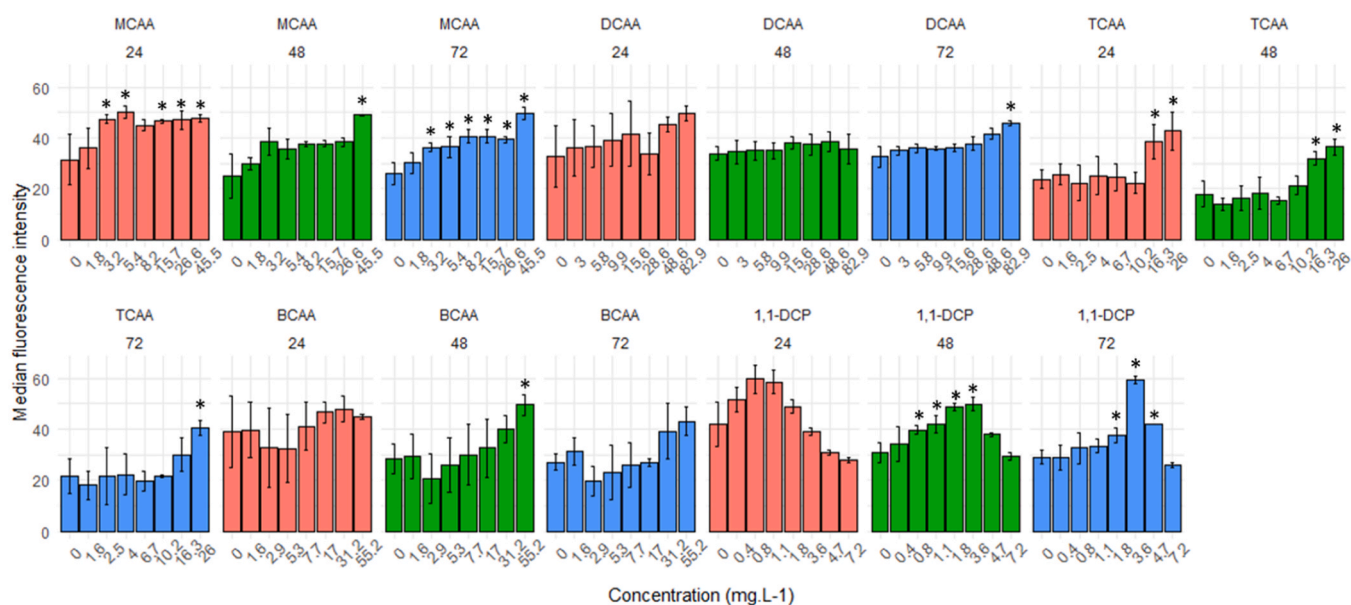 MCAA MCAA MCAA DCAA DCAA DCAA TCAA TCAA
24 48 72 24 48 72 24 48
60
40
20
0
* * * * * * * * * * * * * * * * *
0 1.8 3.2 5.4 8.2 15.7 26.6 45.5 0 1.8 3.2 5.4 8.2 15.7 26.6 45.5 0 1.8 3.2 5.4 8.2 15.7 26.6 45.5 0 3 5.8 9.9 15.6 28.6 48.6 82.9 0 3 5.8 9.9 15.6 28.6 48.6 82.9 0 3 5.8 9.9 15.6 28.6 48.6 82.9 0 1.6 2.5 4 6.7 10.2 16.3 26 0 1.6 2.5 4 6.7 10.2 16.3 26
Median fluorescence intensity
TCAA BCAA BCAA BCAA 1,1-DCP 1,1-DCP 1,1-DCP
72 24 48 72 24 48 72
60
40
20
0
* * * * * * * * *
0 1.6 2.5 4 6.7 10.2 16.3 26 0 1.6 2.9 5.3 7.7 17 31.2 55.2 0 1.6 2.9 5.3 7.7 17 31.2 55.2 0 1.6 2.9 5.3 7.7 17 31.2 55.2 0 0.4 0.8 1.1 1.8 3.6 4.7 7.2 0 0.4 0.8 1.1 1.8 3.6 4.7 7.2 0 0.4 0.8 1.1 1.8 3.6 4.7 7.2
Concentration (mg.L-1)